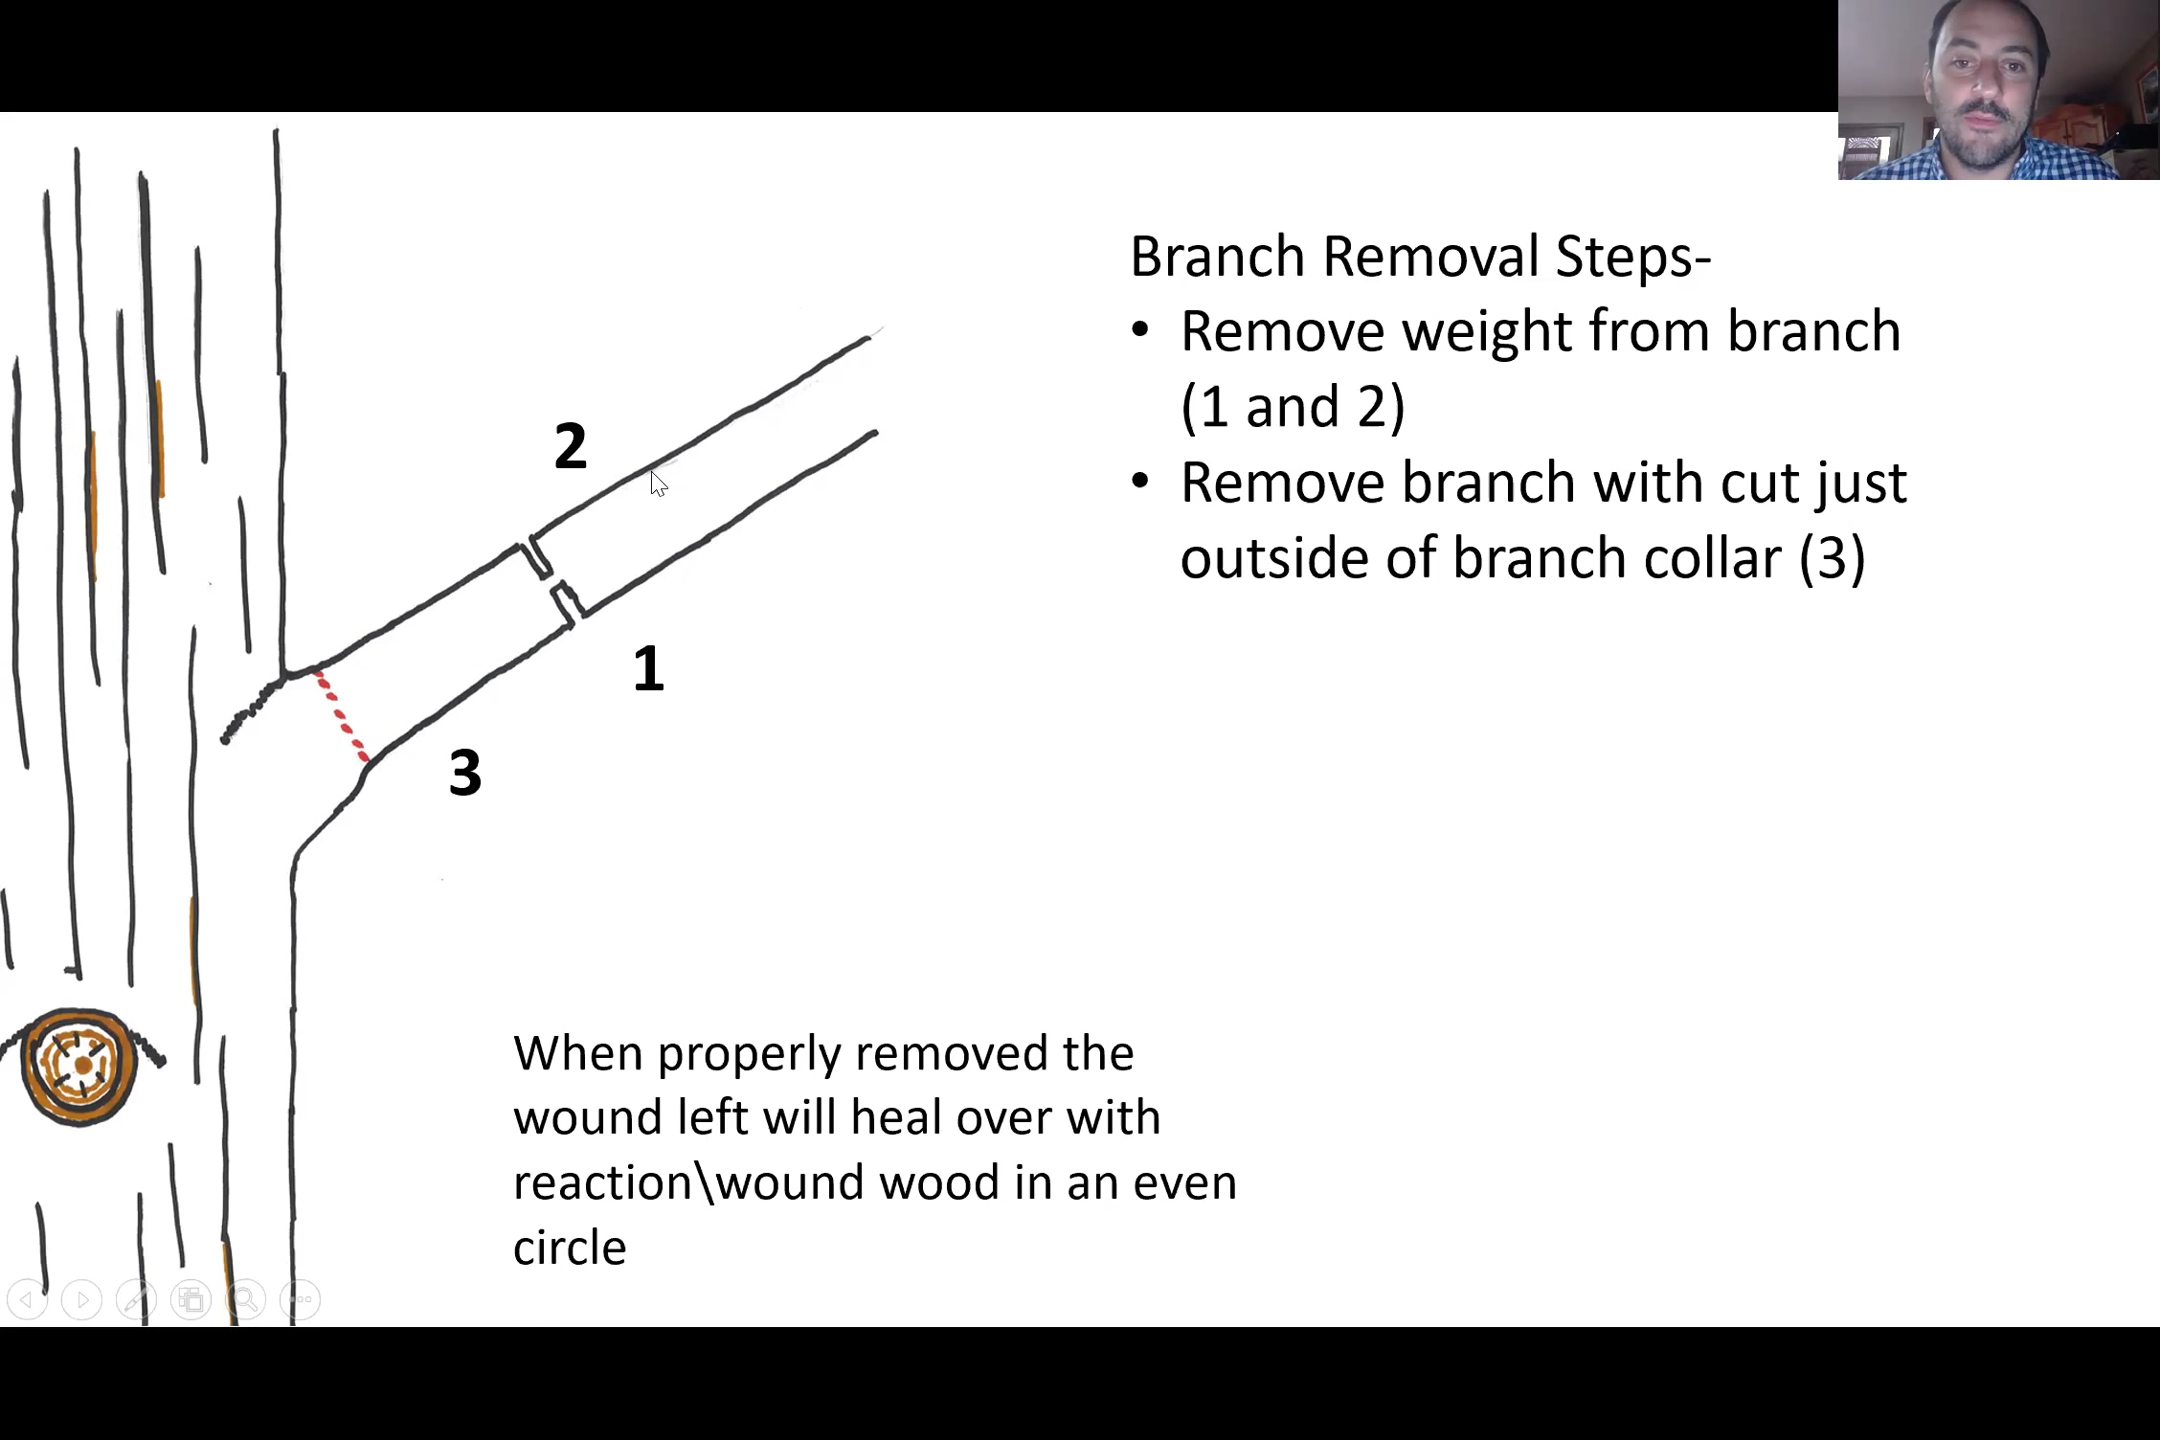 Branch Removal Steps-
• Remove weight from branch
(1 and 2)
• Remove branch with cut just
outside of branch collar (3)
2
1
3
When properly removed the
wound left will heal over with
reaction\wound wood in an even
circle